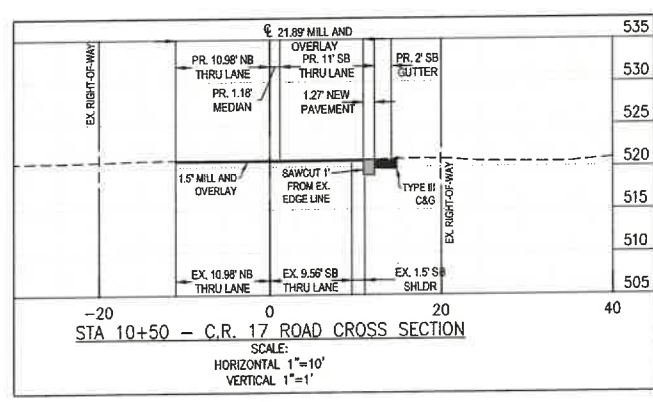 ℄ 21.89' MILL AND
OVERLAY
PR. 10.98' NB
THRU LANE
PR. 1.18'
MEDIAN
PR. 11' SB
THRU LANE
1.27' NEW
PAVEMENT
PR. 2' SB
GUTTER
EX. RIGHT-OF-WAY
535
530
525
520
515
510
505
1.5" MILL AND
OVERLAY
SAWCUT 1'
FROM EX.
EDGE LINE
TYPE III
C&G
EX. RIGHT-OF-WAY
EX. 10.98' NB
THRU LANE
EX. 9.56' SB
THRU LANE
EX. 1.5' SB
SHLDR
-20
0
20
40
STA 10+50 - C.R. 17 ROAD CROSS SECTION
SCALE:
HORIZONTAL 1"=10'
VERTICAL 1"=1'